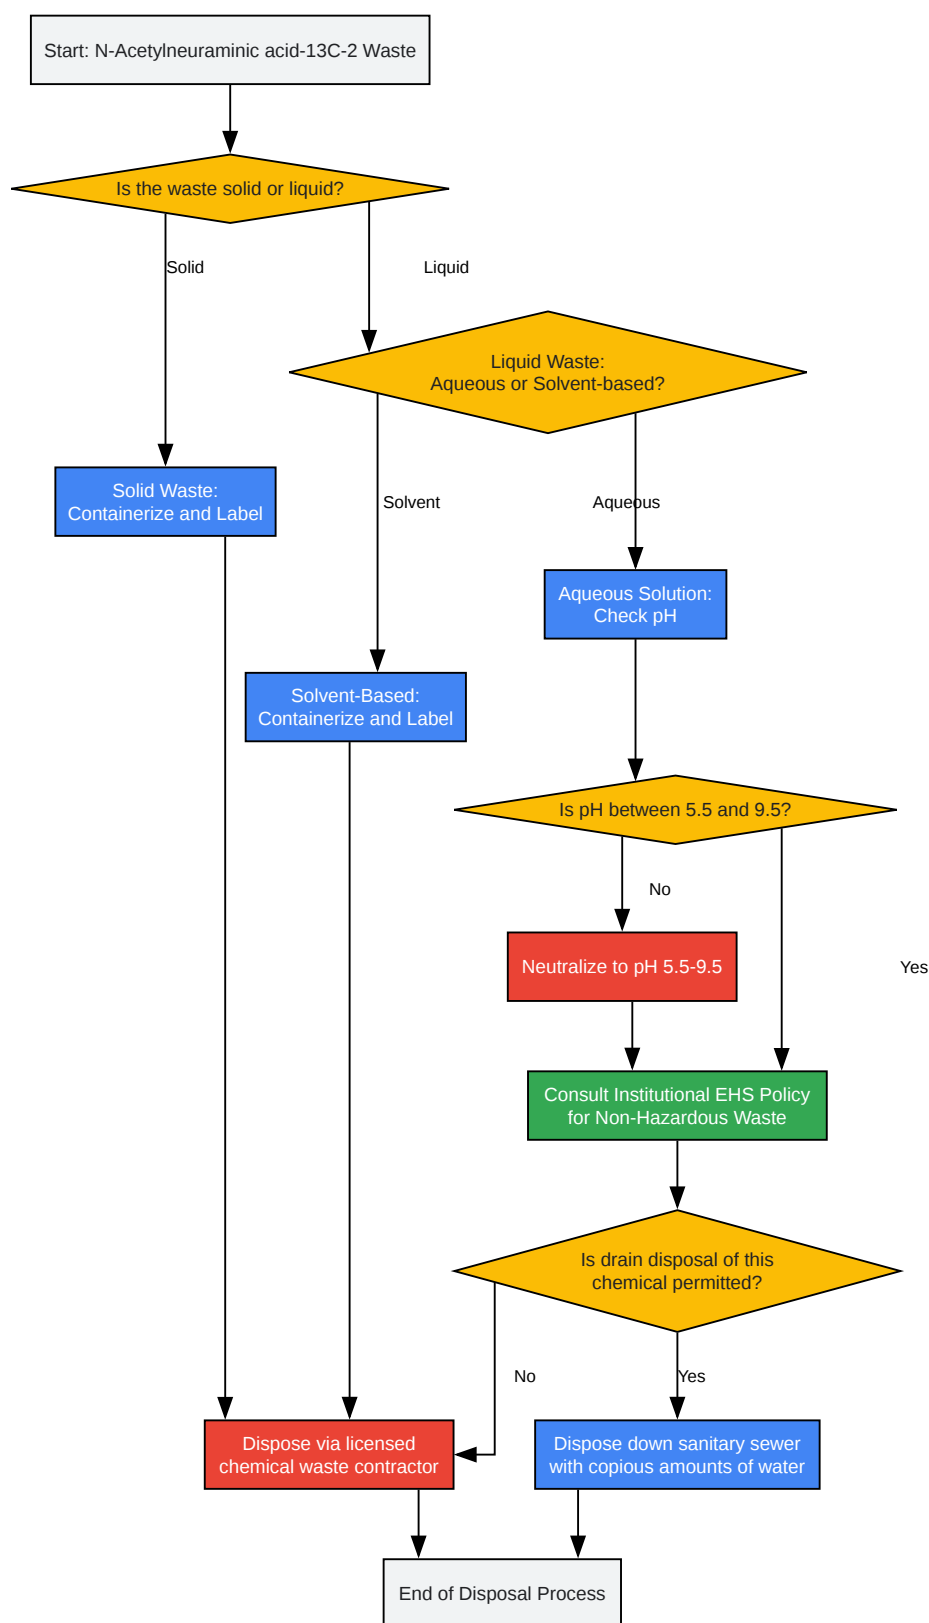 Start: N-Acetylneuraminic acid-13C-2 Waste
Is the waste solid or liquid?
Solid
Liquid
Liquid Waste:
Aqueous or Solvent-based?
Solid Waste:
Containerize and Label
Solvent
Aqueous
Aqueous Solution:
Check pH
Solvent-Based:
Containerize and Label
Is pH between 5.5 and 9.5?
No
Neutralize to pH 5.5-9.5
Yes
Consult Institutional EHS Policy
for Non-Hazardous Waste
Is drain disposal of this
chemical permitted?
No
Yes
Dispose via licensed
chemical waste contractor
Dispose down sanitary sewer
with copious amounts of water
End of Disposal Process